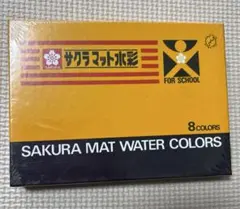 サクラマット水彩
FOR SCHOOL
8 COLORS
SAKURA MAT WATER COLORS